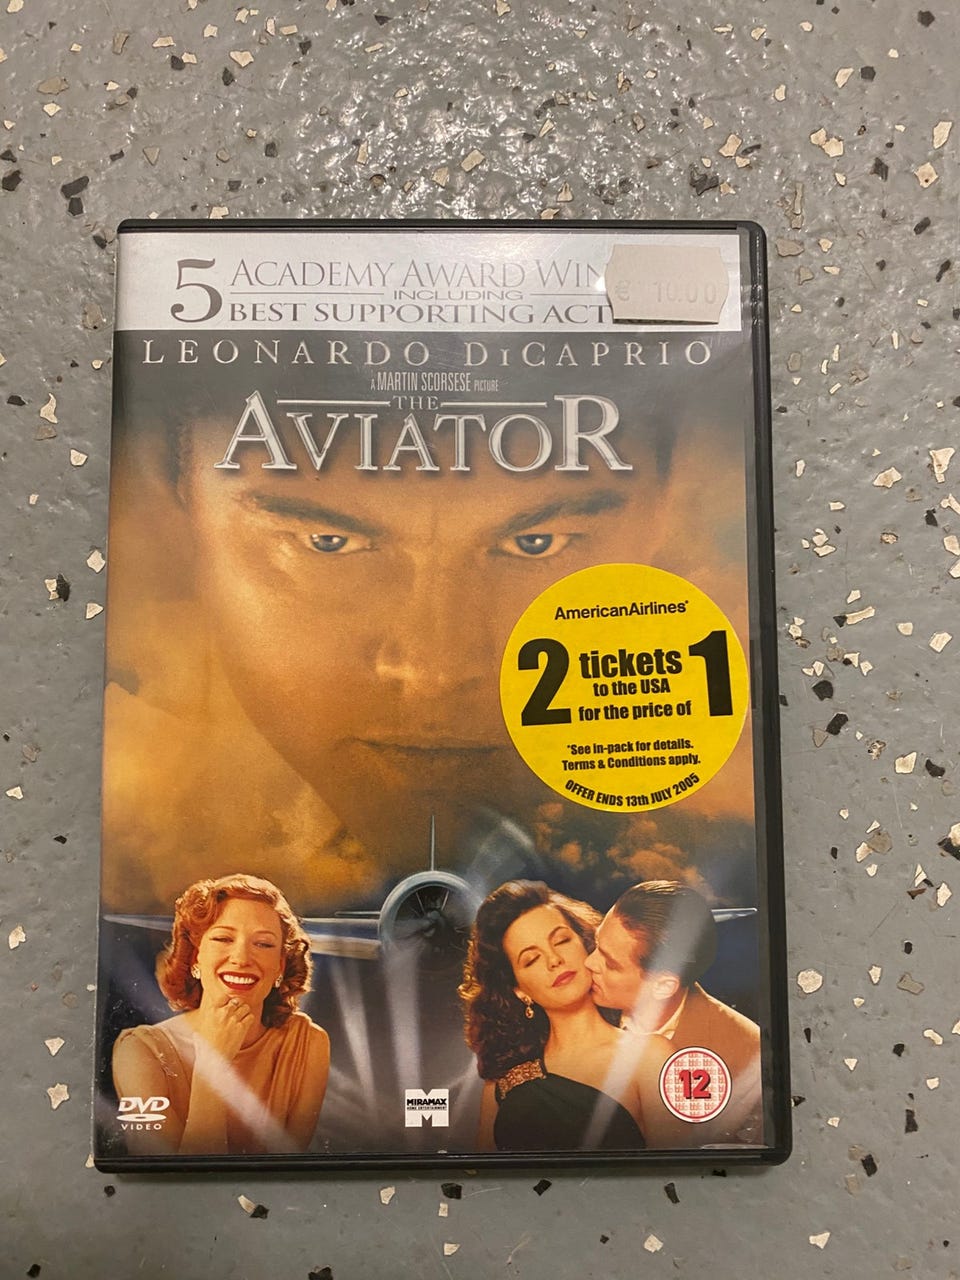 5 ACADEMY AWARD WIN
INCLUDING
BEST SUPPORTING ACT
€ 10.00
LEONARDO DiCAPRIO
A MARTIN SCORSESE PICTURE
THE
AVIATOR
AmericanAirlines*
2 tickets 1
to the USA
for the price of
*See in-pack for details.
Terms & Conditions apply.
OFFER ENDS 13th JULY 2005
DVD
VIDEO
MIRAMAX
HOME ENTERTAINMENT
12